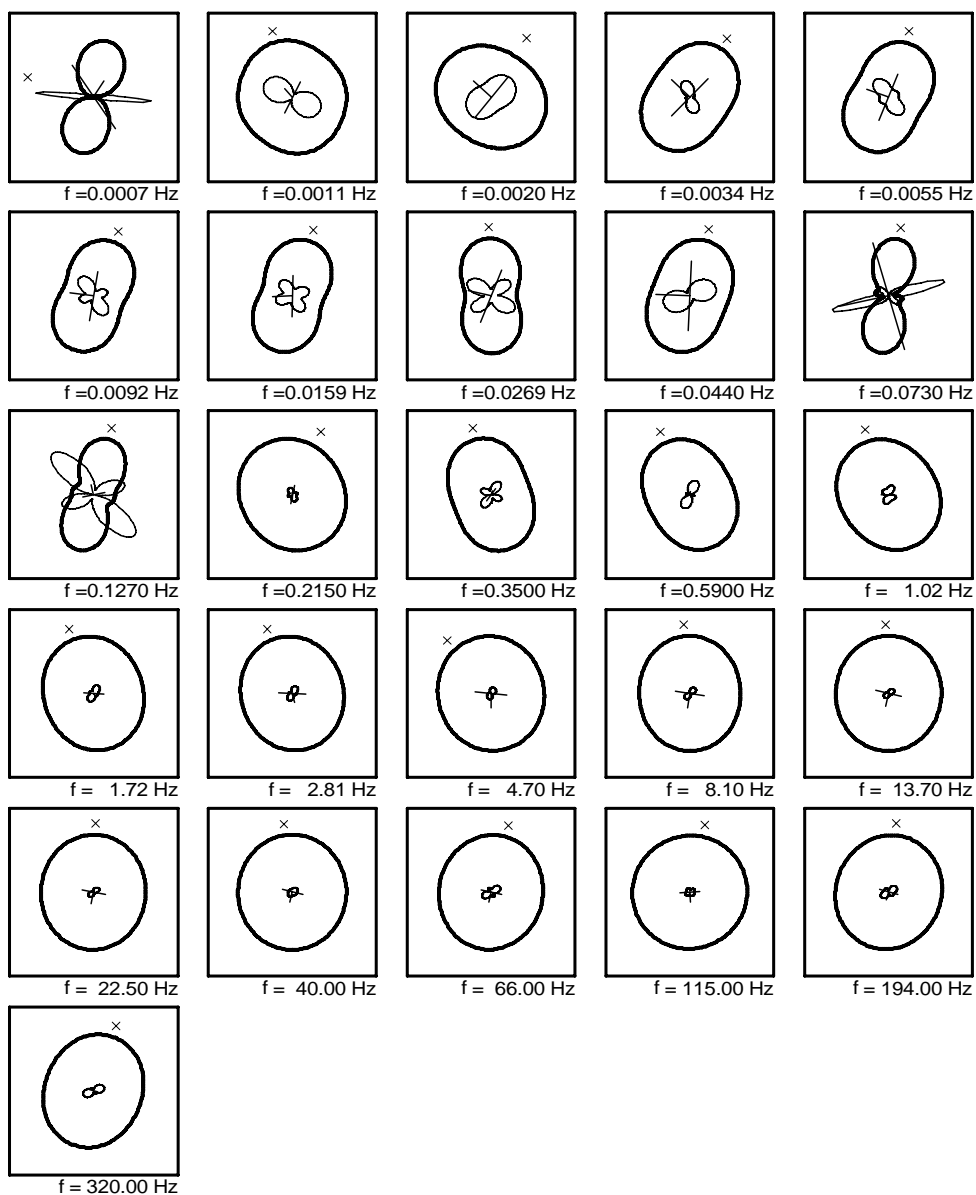 f =0.0007 Hz
f =0.0011 Hz
f =0.0020 Hz
f =0.0034 Hz
f =0.0055 Hz
f =0.0092 Hz
f =0.0159 Hz
f =0.0269 Hz
f =0.0440 Hz
f =0.0730 Hz
f =0.1270 Hz
f =0.2150 Hz
f =0.3500 Hz
f =0.5900 Hz
f = 1.02 Hz
f = 1.72 Hz
f = 2.81 Hz
f = 4.70 Hz
f = 8.10 Hz
f = 13.70 Hz
f = 22.50 Hz
f = 40.00 Hz
f = 66.00 Hz
f = 115.00 Hz
f = 194.00 Hz
f = 320.00 Hz